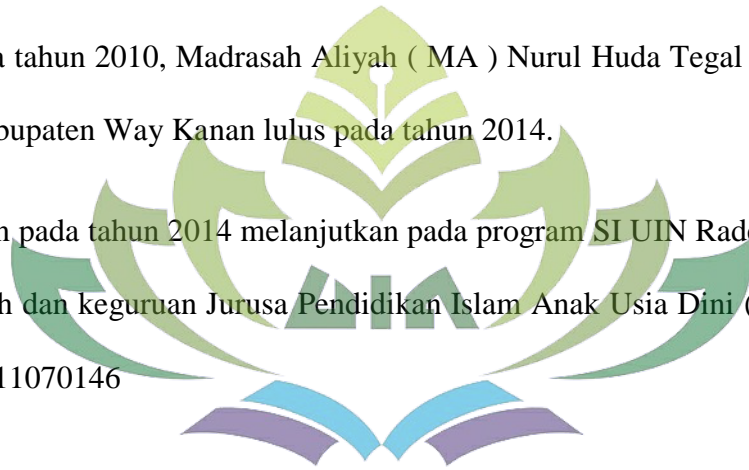 a tahun 2010, Madrasah Aliyah ( MA ) Nurul Huda Tegal
bupaten Way Kanan lulus pada tahun 2014.
n pada tahun 2014 melanjutkan pada program SI UIN Rad
h dan keguruan Jurusa Pendidikan Islam Anak Usia Dini (
11070146